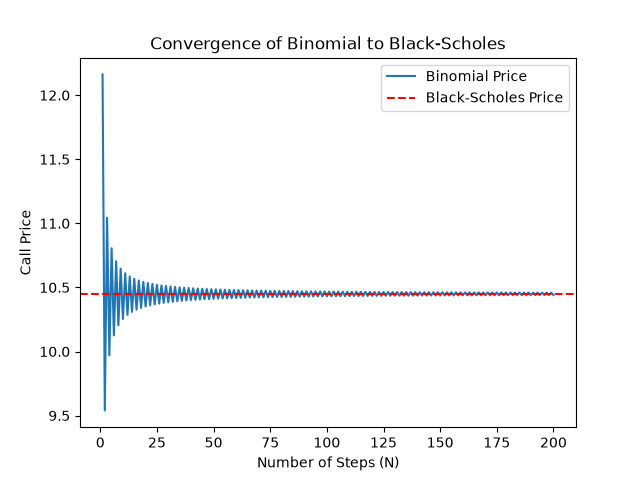 Convergence of Binomial to Black-Scholes
Binomial Price
Black-Scholes Price
Call Price
12.0
11.5
11.0
10.5
10.0
9.5
0 25 50 75 100 125 150 175 200
Number of Steps (N)